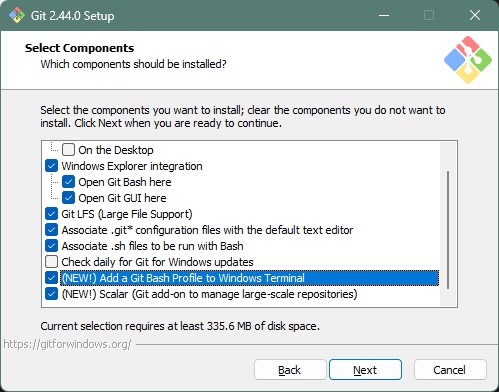 Git 2.44.0 Setup
Select Components
Which components should be installed?
Select the components you want to install; clear the components you do not want to
install. Click Next when you are ready to continue.
On the Desktop
Windows Explorer integration
Open Git Bash here
Open Git GUI here
Git LFS (Large File Support)
Associate .git* configuration files with the default text editor
Associate .sh files to be run with Bash
Check daily for Git for Windows updates
(NEW!) Add a Git Bash Profile to Windows Terminal
(NEW!) Scalar (Git add-on to manage large-scale repositories)
Current selection requires at least 335.6 MB of disk space.
https://gitforwindows.org/
Back
Next
Cancel